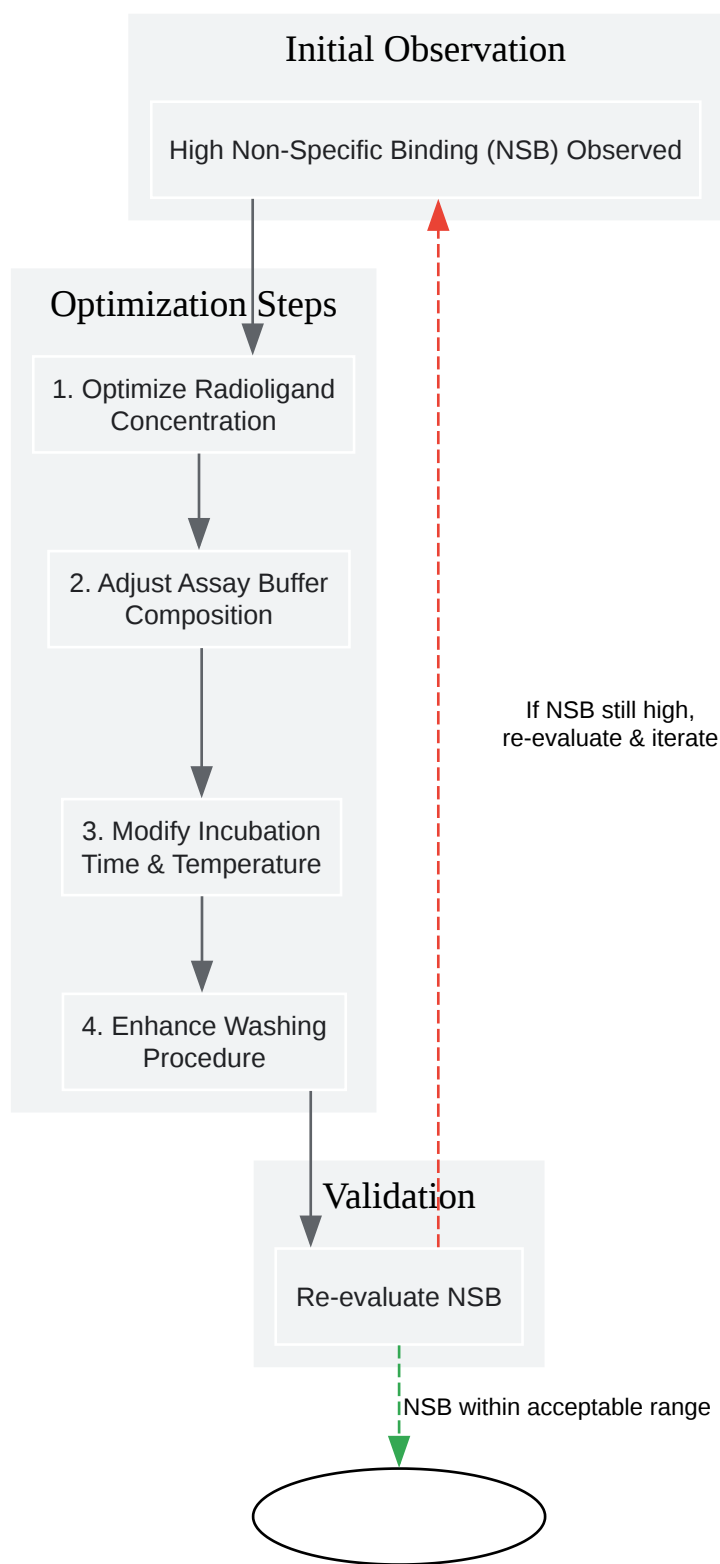 Initial Observation
High Non-Specific Binding (NSB) Observed
Optimization Steps
1. Optimize Radioligand
Concentration
2. Adjust Assay Buffer
Composition
If NSB still high,
re-evaluate & iterate
3. Modify Incubation
Time & Temperature
4. Enhance Washing
Procedure
Validation
Re-evaluate NSB
NSB within acceptable range